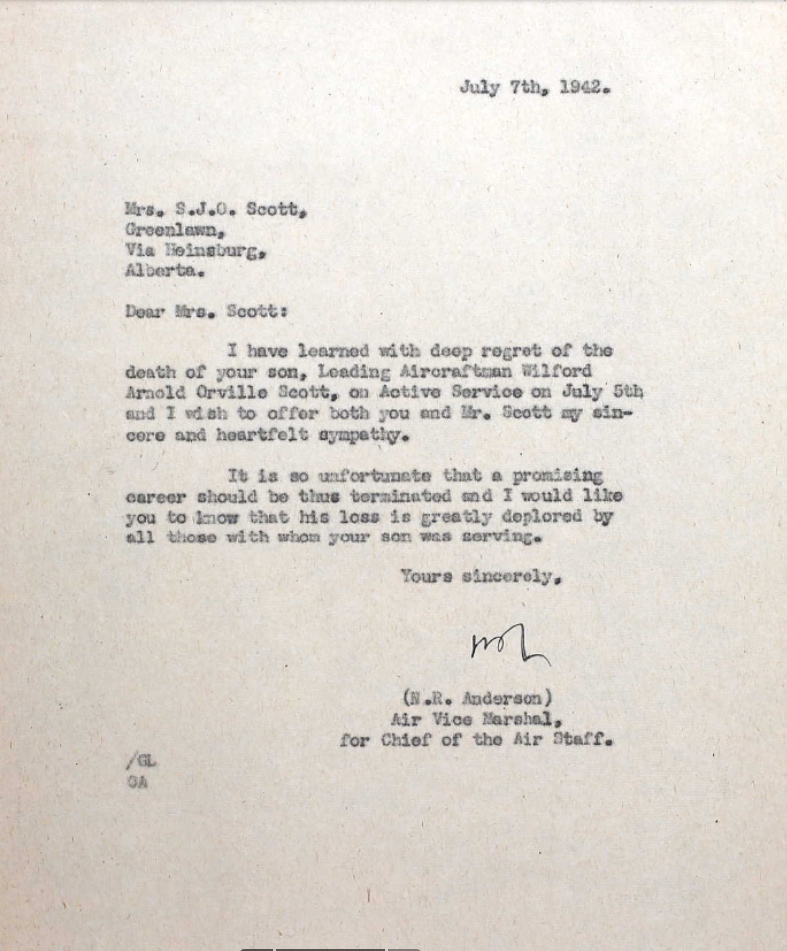 July 7th, 1942.
Mrs. S.J.O. Scott,
Greenlawn,
Via Heinsburg,
Alberta.
Dear Mrs. Scott:
I have learned with deep regret of the
death of your son, Leading Aircraftman Wilford
Arnold Orville Scott, on Active Service on July 5th
and I wish to offer both you and Mr. Scott my sin-
cere and heartfelt sympathy.
It is so unfortunate that a promising
career should be thus terminated and I would like
you to know that his loss is greatly deplored by
all those with whom your son was serving.
Yours sincerely,
(N.R. Anderson)
Air Vice Marshal,
for Chief of the Air Staff.
/GL